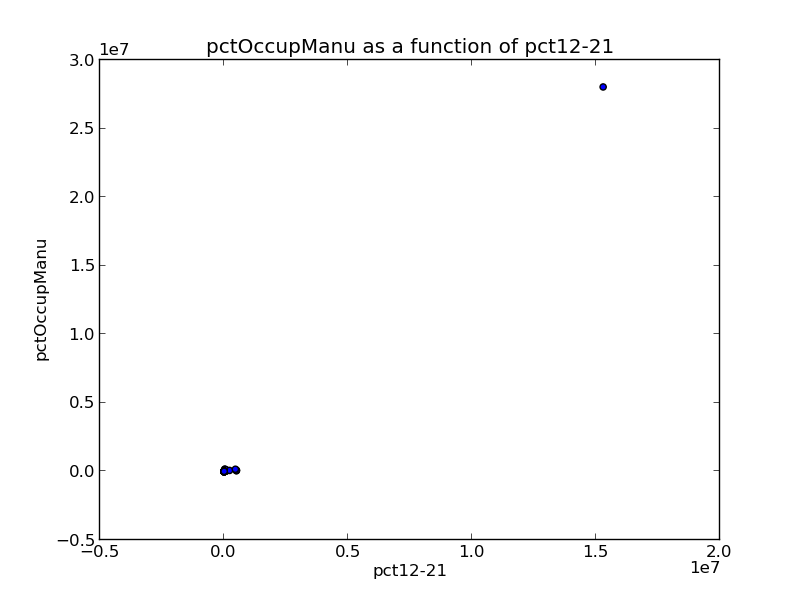 pctOccupManu as a function of pct12-21
1e7
3.0
2.5
2.0
1.5
1.0
0.5
0.0
−0.5
pctOccupManu
−0.5 0.0 0.5 1.0 1.5 2.0
1e7
pct12-21